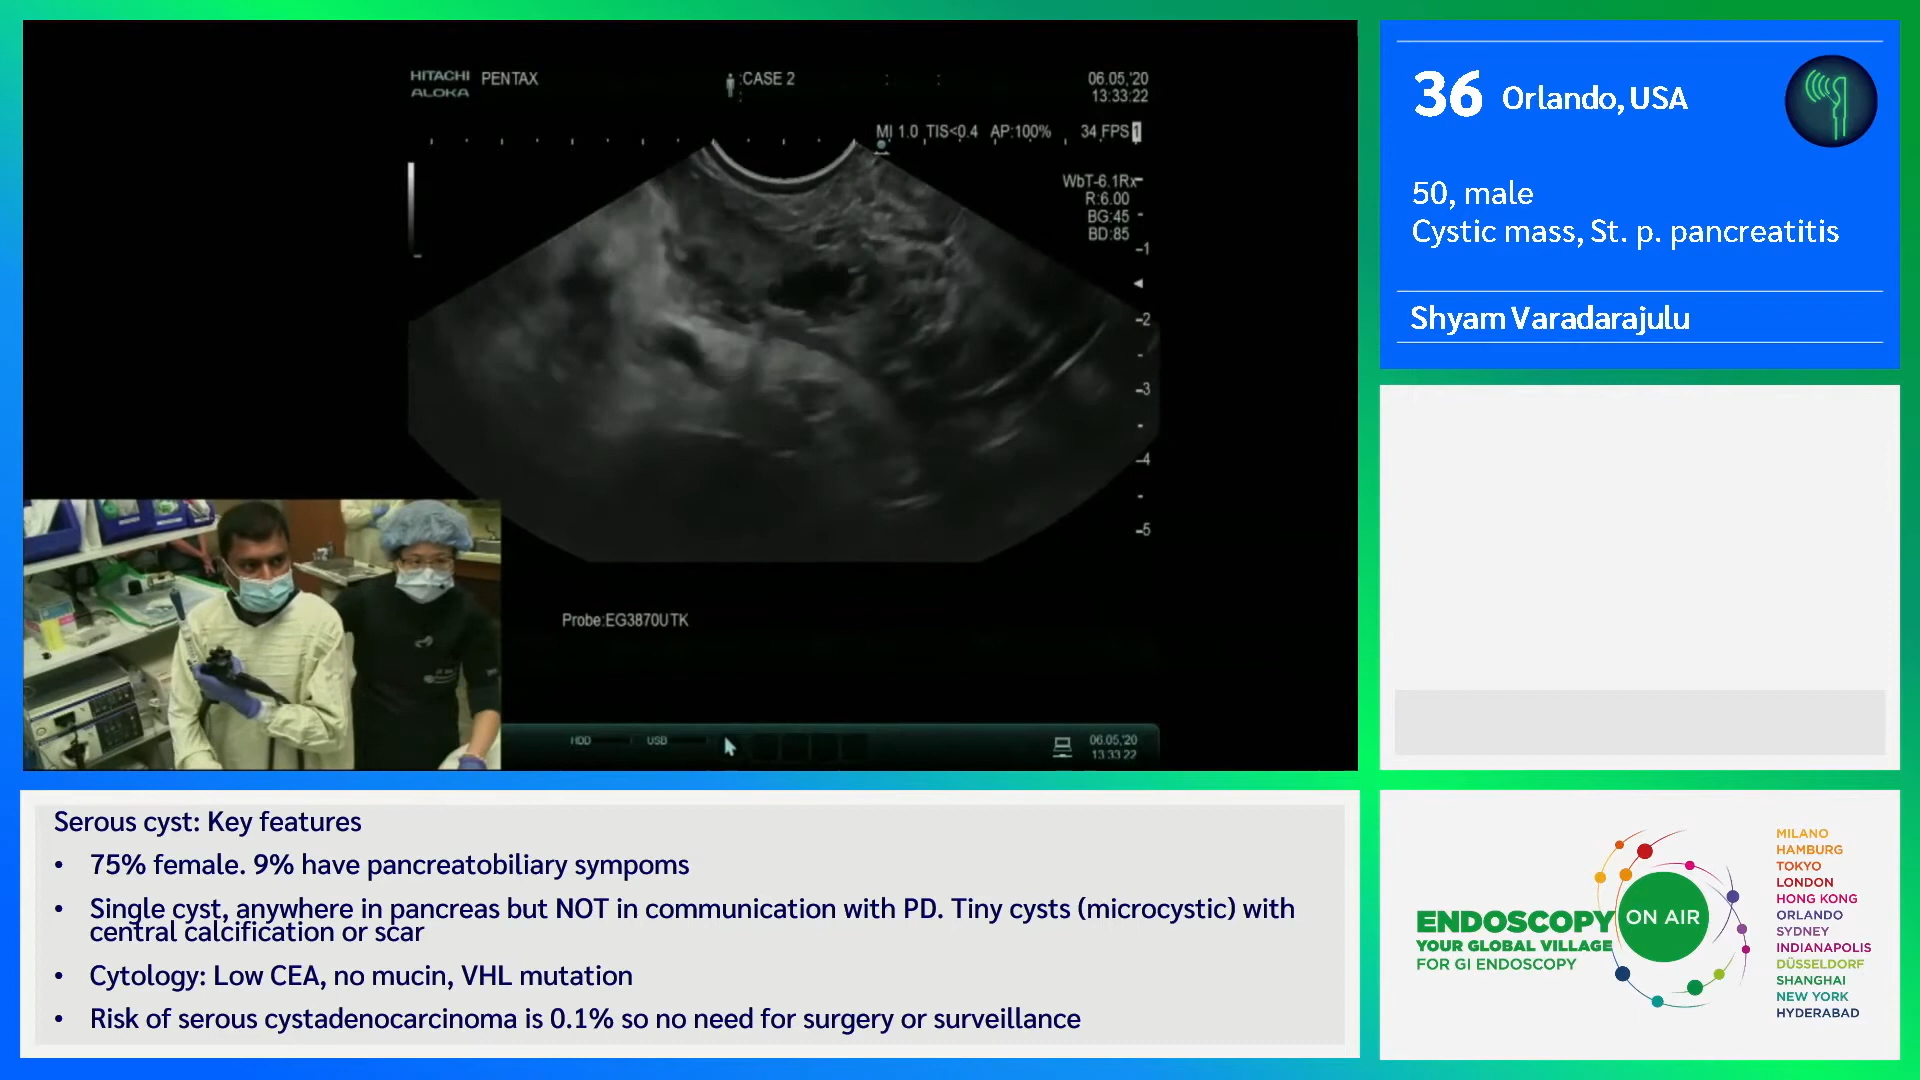 HITACHI
ALOKA
PENTAX
:CASE 2
06.05,'20
13:33:22
MI 1.0 TIS<0.4 AP:100% 34 FPS 1
WbT-6.1Rx
R:6.00
BG:45
BD:85
1
2
3
4
5
Probe:EG3870UTK
HDD USB
06.05,'20
13:33:22
36 Orlando, USA
50, male
Cystic mass, St. p. pancreatitis
Shyam Varadarajulu
Serous cyst: Key features
• 75% female. 9% have pancreatobiliary sympoms
• Single cyst, anywhere in pancreas but NOT in communication with PD. Tiny cysts (microcystic) with
central calcification or scar
• Cytology: Low CEA, no mucin, VHL mutation
• Risk of serous cystadenocarcinoma is 0.1% so no need for surgery or surveillance
ENDOSCOPY ON AIR
YOUR GLOBAL VILLAGE
FOR GI ENDOSCOPY
MILANO
HAMBURG
TOKYO
LONDON
HONG KONG
ORLANDO
SYDNEY
INDIANAPOLIS
DÜSSELDORF
SHANGHAI
NEW YORK
HYDERABAD